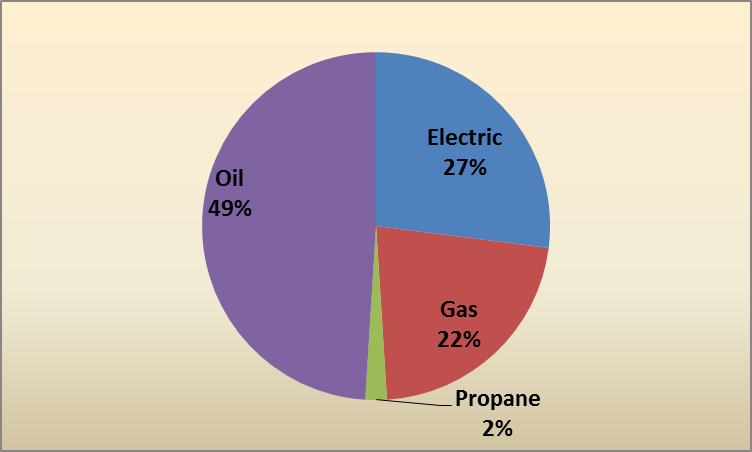 Electric
27%
Oil
49%
Gas
22%
Propane
2%